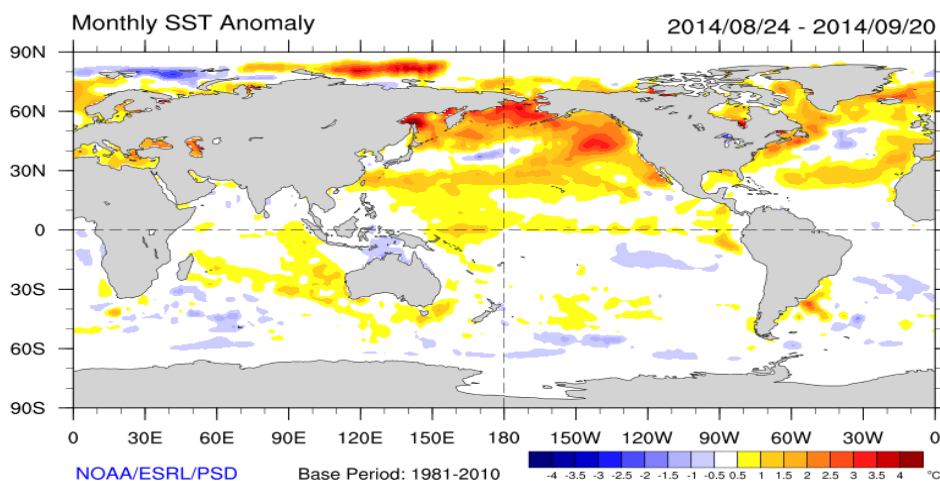 Monthly SST Anomaly 2014/08/24 - 2014/09/20
90N
60N
30N
0
30S
60S
90S
0 30E 60E 90E 120E 150E 180 150W 120W 90W 60W 30W 0
NOAA/ESRL/PSD Base Period: 1981-2010
-4 -3.5 -3 -2.5 -2 -1.5 -1 -0.5 0.5 1 1.5 2 2.5 3 3.5 4 °C